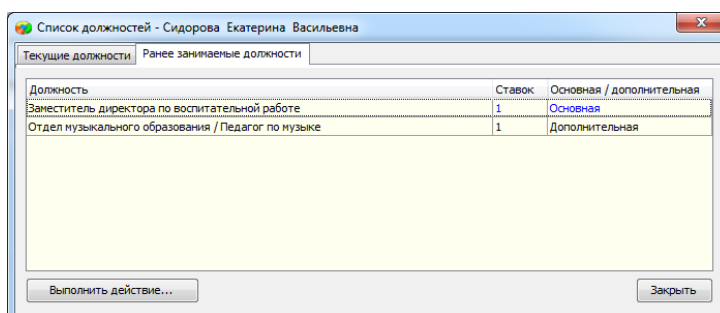 Список должностей - Сидорова Екатерина Васильевна
Текущие должности Ранее занимаемые должности
Должность Ставок Основная / дополнительная
Заместитель директора по воспитательной работе 1 Основная
Отдел музыкального образования / Педагог по музыке 1 Дополнительная
Выполнить действие... Закрыть